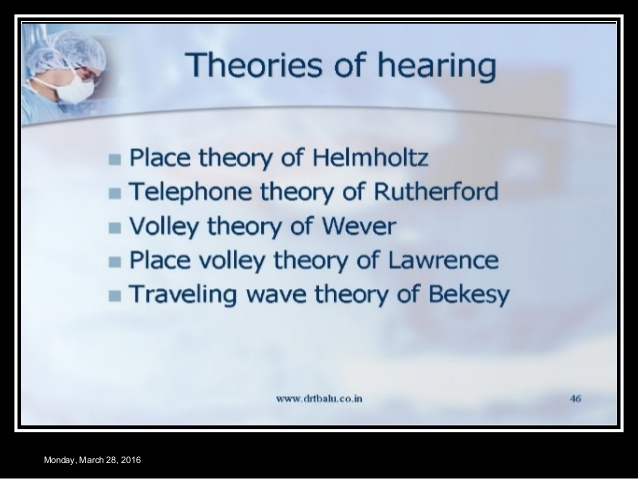 Theories of hearing
Place theory of Helmholtz
Telephone theory of Rutherford
Volley theory of Wever
Place volley theory of Lawrence
Traveling wave theory of Bekesy
www.drtbalu.co.in 46
Monday, March 28, 2016